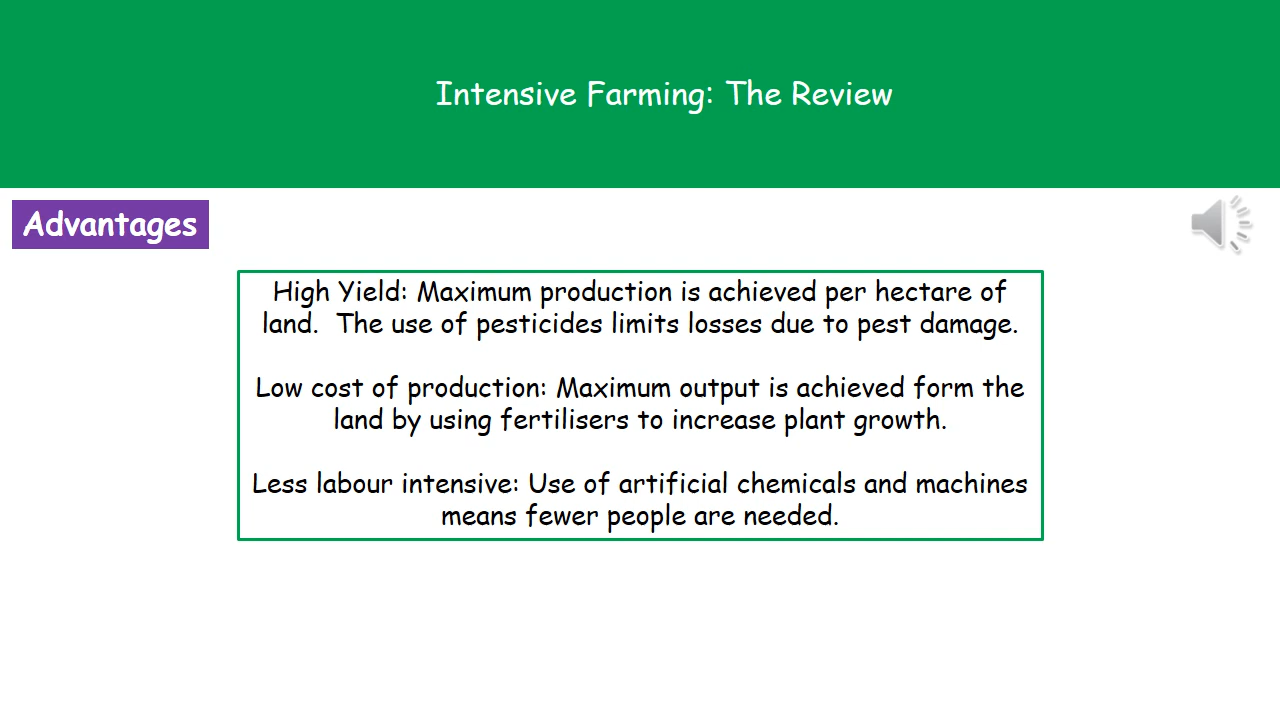 Intensive Farming: The Review
Advantages
High Yield: Maximum production is achieved per hectare of
land.  The use of pesticides limits losses due to pest damage.
Low cost of production: Maximum output is achieved form the
land by using fertilisers to increase plant growth.
Less labour intensive: Use of artificial chemicals and machines
means fewer people are needed.